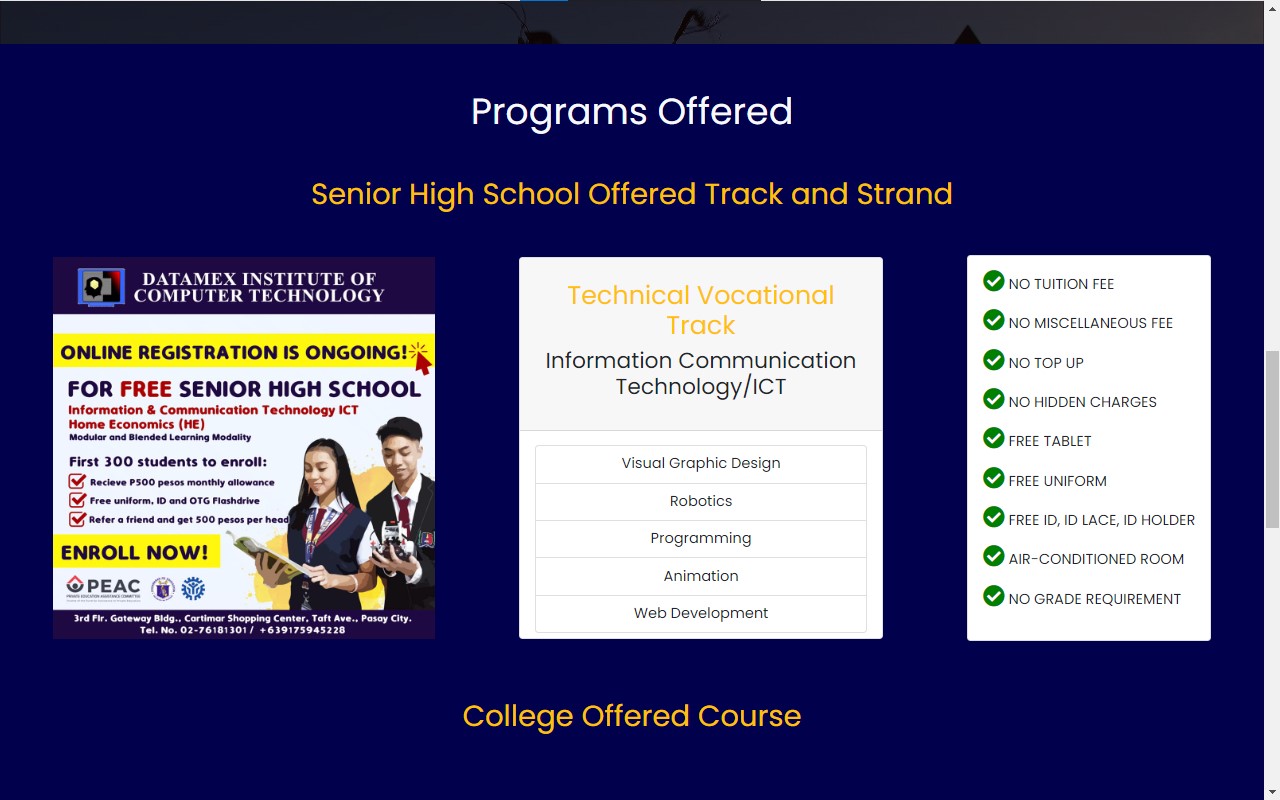 Programs Offered
Senior High School Offered Track and Strand
DATAMEX INSTITUTE OF
COMPUTER TECHNOLOGY
ONLINE REGISTRATION IS ONGOING!
FOR FREE SENIOR HIGH SCHOOL
Information & Communication Technology ICT
Home Economics (HE)
Modular and Blended Learning Modality
First 300 students to enroll:
Recieve P500 pesos monthly allowance
Free uniform, ID and OTG Flashdrive
Refer a friend and get 500 pesos per head
ENROLL NOW!
PEAC
PRIVATE EDUCATION ASSISTANCE COMMITTEE
3rd Flr. Gateway Bldg., Cartimar Shopping Center, Taft Ave., Pasay City.
Tel. No. 02-76181301 / +639175945228
Technical Vocational
Track
Information Communication
Technology/ICT
Visual Graphic Design
Robotics
Programming
Animation
Web Development
NO TUITION FEE
NO MISCELLANEOUS FEE
NO TOP UP
NO HIDDEN CHARGES
FREE TABLET
FREE UNIFORM
FREE ID, ID LACE, ID HOLDER
AIR-CONDITIONED ROOM
NO GRADE REQUIREMENT
College Offered Course